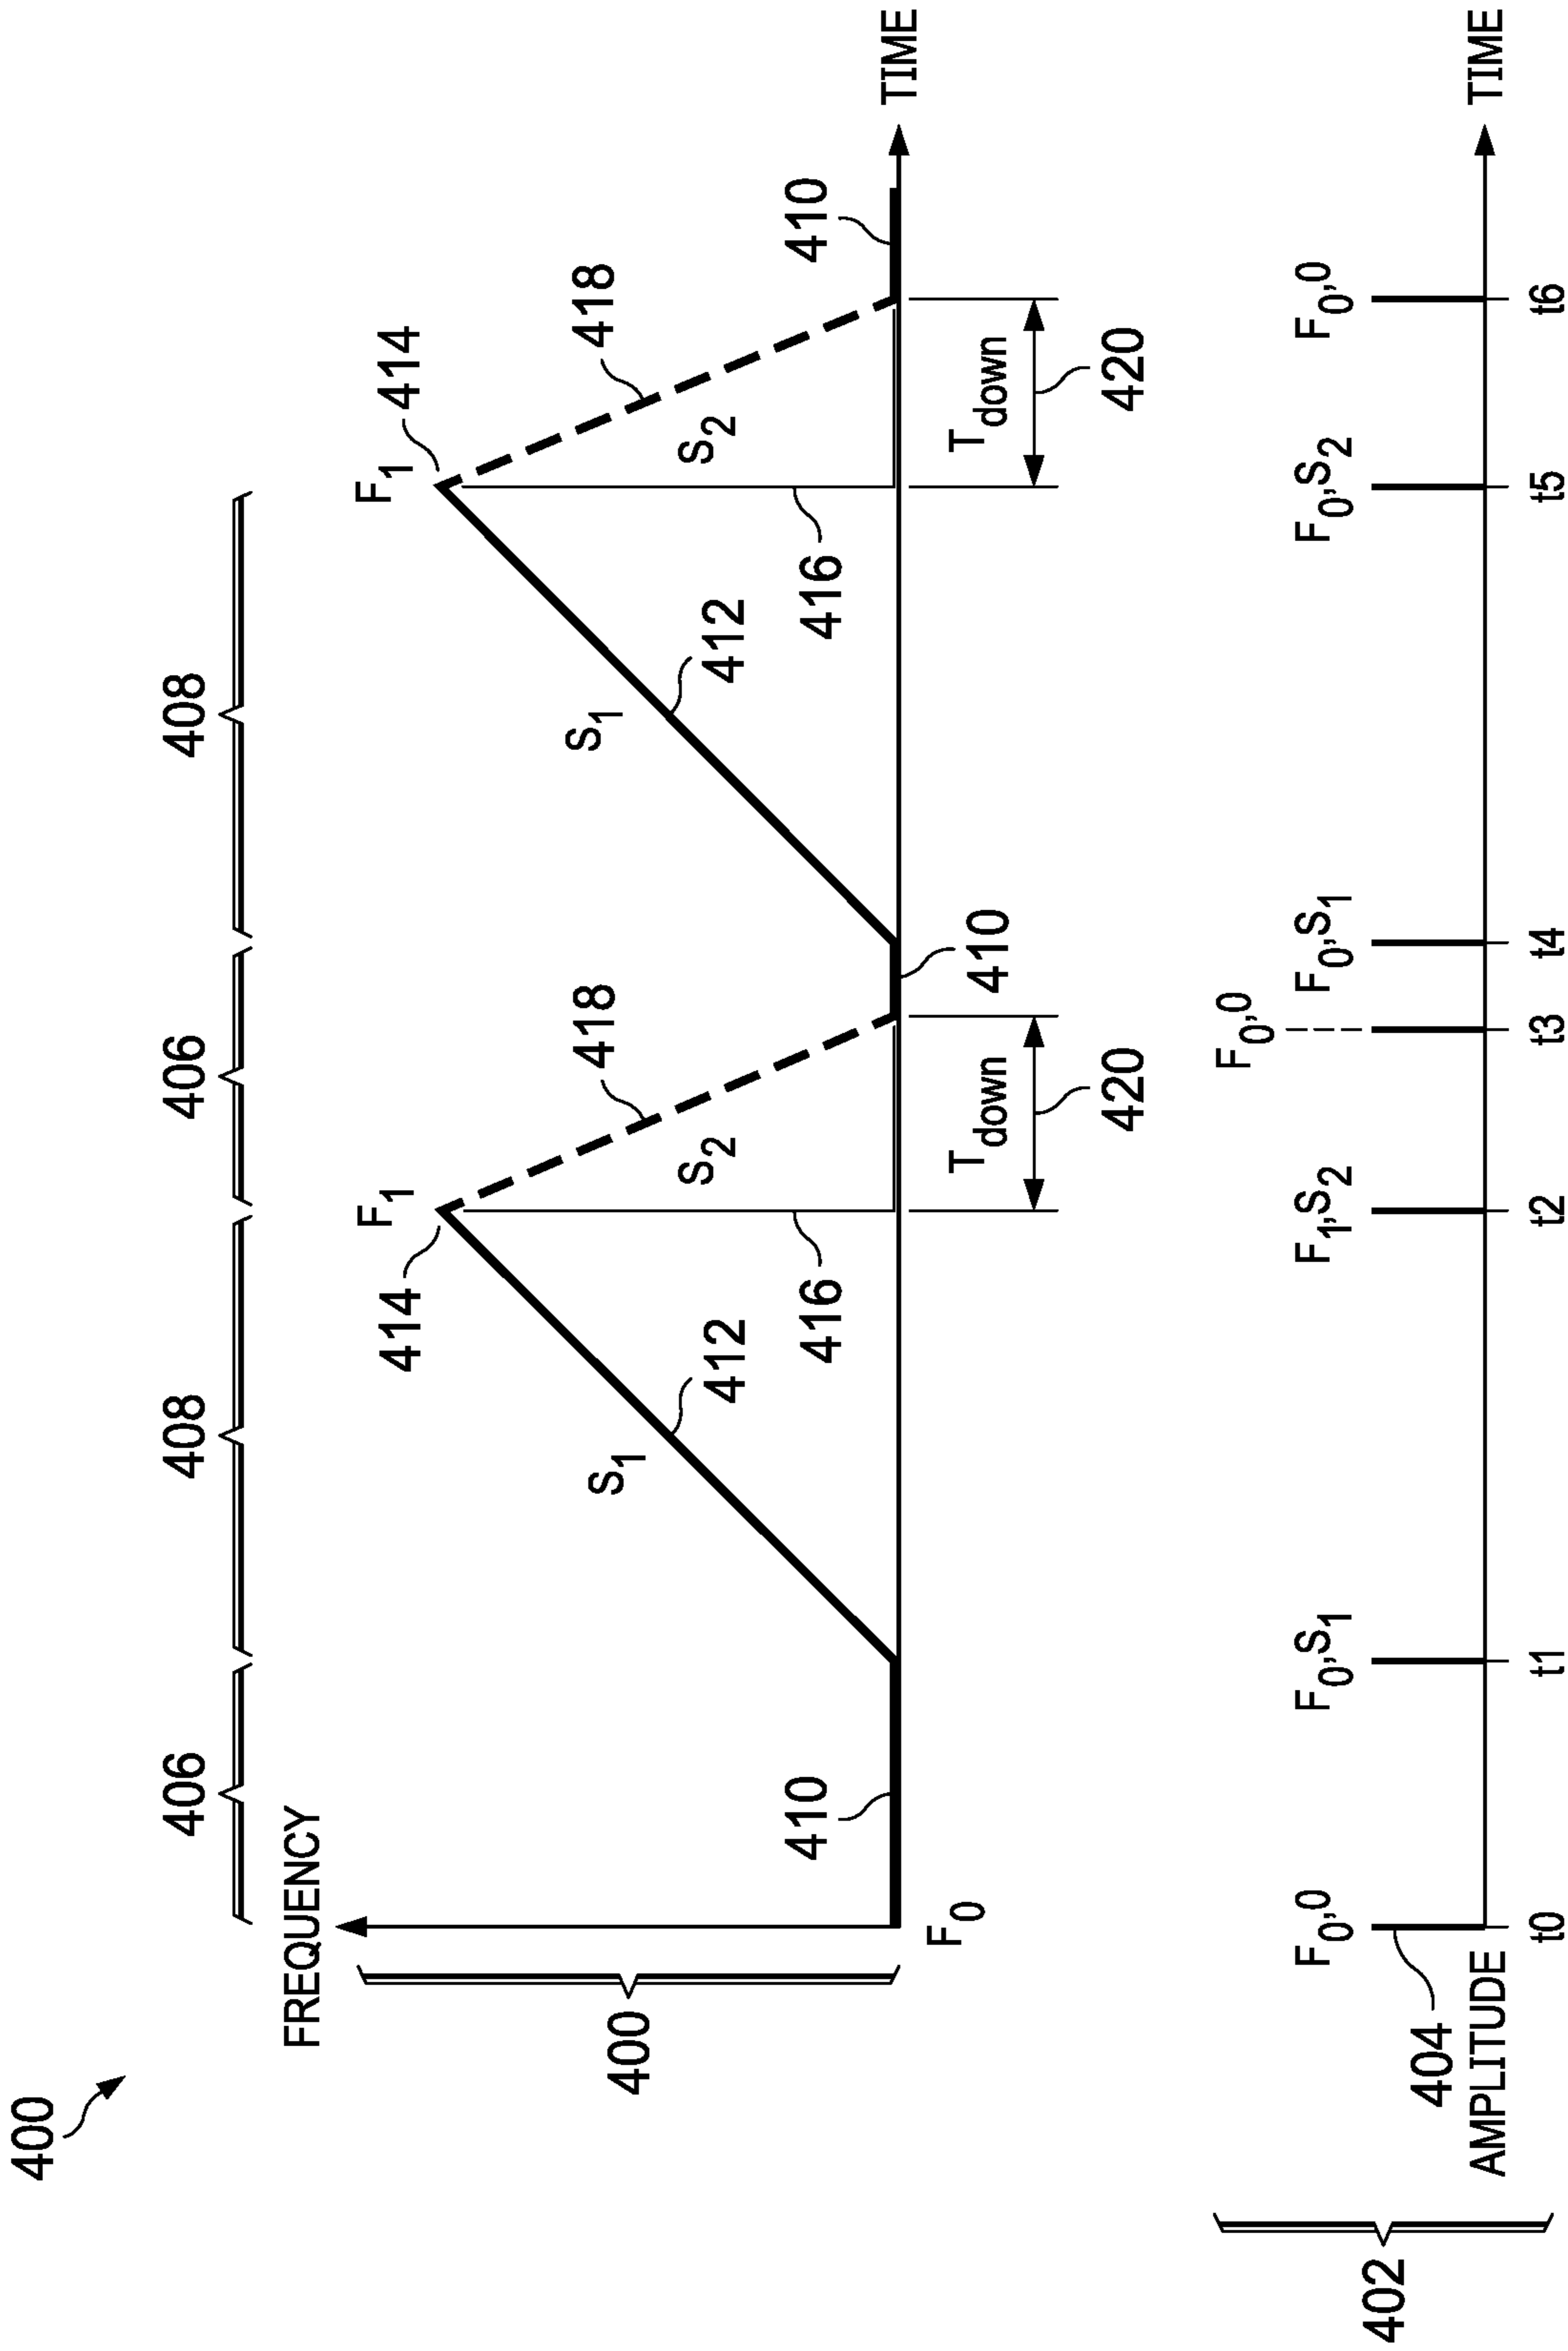 400
406
408
406
408
FREQUENCY
400
F0
410
S1
412
414
F1
416
S2
418
Tdown
420
410
S1
412
414
F1
416
S2
418
Tdown
420
410
TIME
402
404
AMPLITUDE
F0,0
F0,S1
F1,S2
F0,0
F0,S1
F0,S2
F0,0
t0
t1
t2
t3
t4
t5
t6
TIME